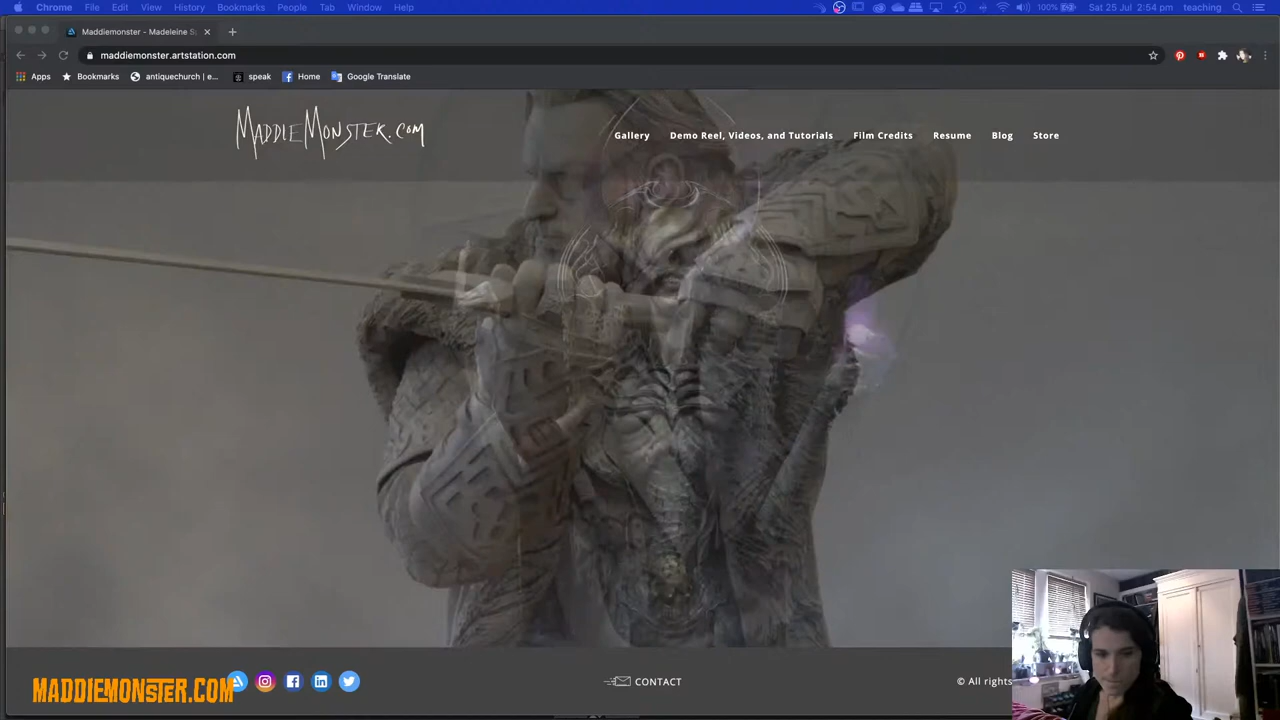 Chrome File Edit View History Bookmarks People Tab Window Help 100% Sat 25 Jul 2:54 pm teaching
Maddiemonster - Madeleine S
maddiemonster.artstation.com
Apps Bookmarks antiquechurch | e... speak Home Google Translate
MADDIEMONSTER.COM Gallery Demo Reel, Videos, and Tutorials Film Credits Resume Blog Store
MADDIEMONSTER.COM CONTACT © All rights